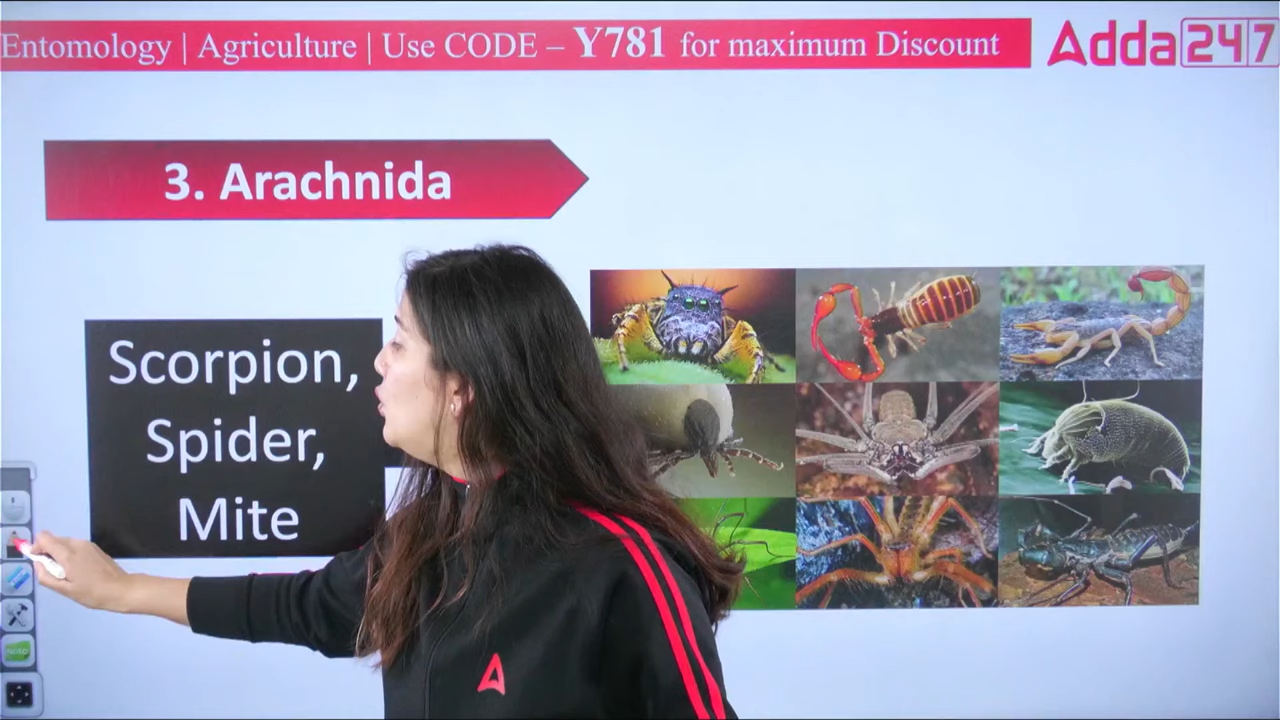 Entomology | Agriculture | Use CODE – Y781 for maximum Discount
Adda247
3. Arachnida
Scorpion,
Spider,
Mite